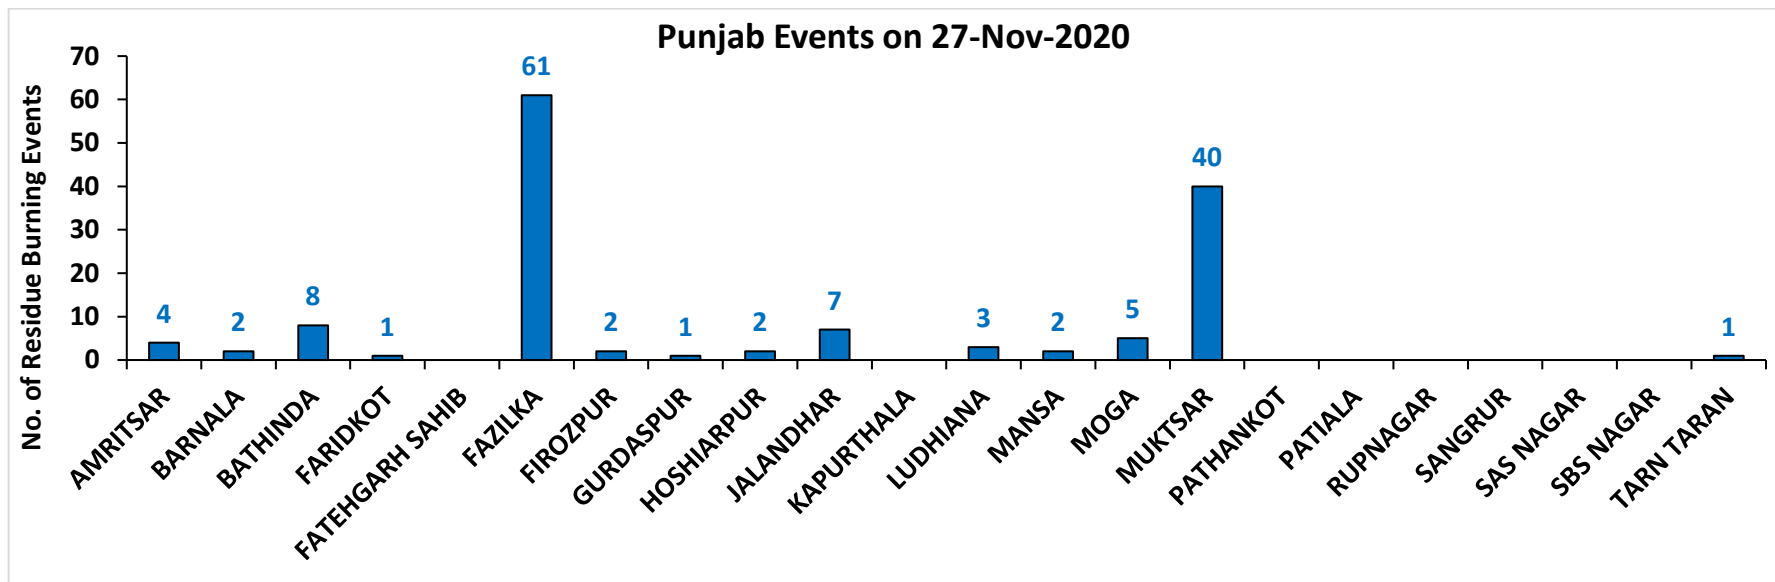 Punjab Events on 27-Nov-2020
No. of Residue Burning Events
70
60
50
40
30
20
10
0
4
2
8
1
61
2
1
2
7
3
2
5
40
1
AMRITSAR
BARNALA
BATHINDA
FARIDKOT
FATEHGARH SAHIB
FAZILKA
FIROZPUR
GURDASPUR
HOSHIARPUR
JALANDHAR
KAPURTHALA
LUDHIANA
MANSA
MOGA
MUKTSAR
PATHANKOT
PATIALA
RUPNAGAR
SANGRUR
SAS NAGAR
SBS NAGAR
TARN TARAN